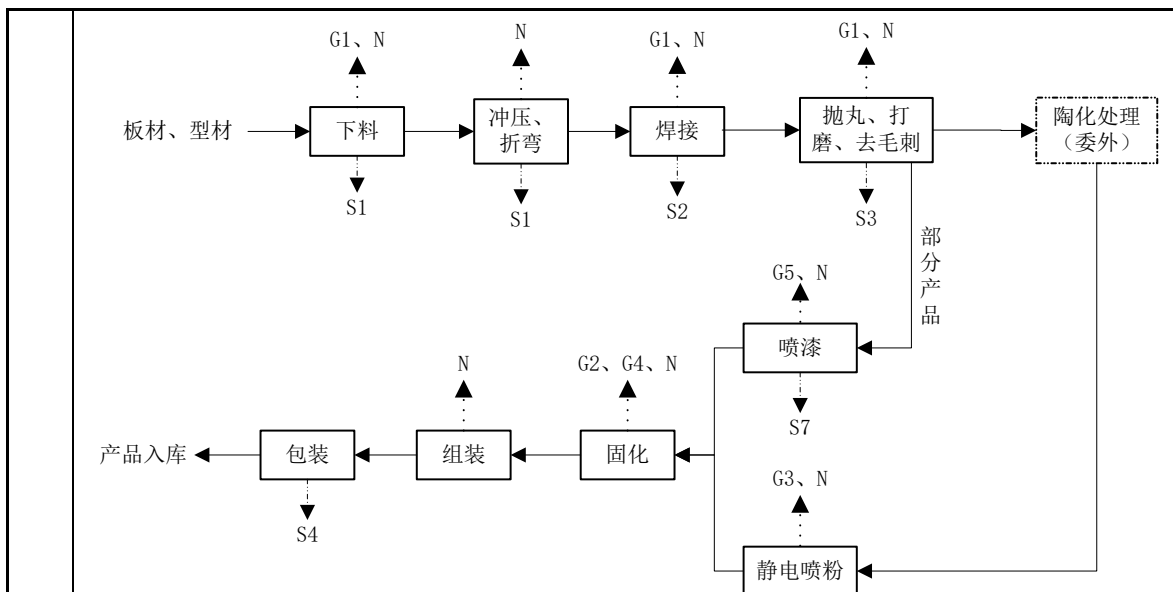 G1、N
N
G1、N
G1、N
板材、型材
下料
冲压、
折弯
焊接
抛丸、打
磨、去毛刺
陶化处理
（委外）
S1
S1
S2
S3
部分产品
G5、N
喷漆
S7
N
G2、G4、N
产品入库
包装
组装
固化
S4
G3、N
静电喷粉